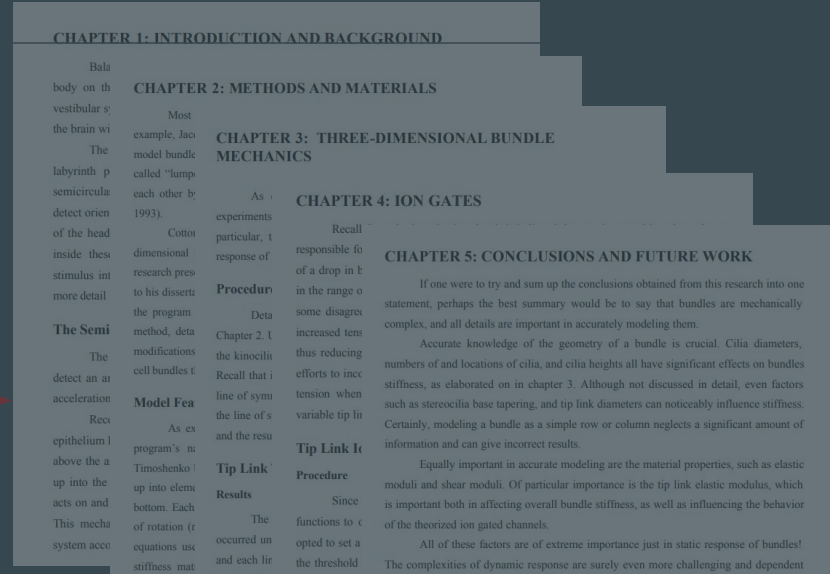 CHAPTER 1: INTRODUCTION AND BACKGROUND
body on th
vestibular
the brain wi
The
labyrinth p
semicircula
detect orien
of the head
inside these
stimulus int
more detail
The Semi
The
detect an
acceleration
epithelium
above the a
up into the
acts on and
This mecha
system acco
CHAPTER 2: METHODS AND MATERIALS
Most
example, Jaco
model bundle
called “lump
each other by
1993).
Cotton
dimensional
research pres
to his disserta
the program
method, deta
modifications
cell bundles
Model Fea
As ex
program’s na
Timoshenko
up into eleme
bottom. Each
of rotation (r
equations use
stiffness mat
CHAPTER 3: THREE-DIMENSIONAL BUNDLE
MECHANICS
As
experiments
particular, t
response of
Procedure
Deta
Chapter 2.
the kinocili
Recall that i
line of symm
the line of s
and the resu
Tip Link
Results
The
occurred un
and each lin
CHAPTER 4: ION GATES
Recall
responsible fo
of a drop in b
in the range o
some disagree
increased tens
thus reducing
efforts to inco
tension when
variable tip lin
Tip Link
Procedure
Since
functions to
opted to set a
the threshold
CHAPTER 5: CONCLUSIONS AND FUTURE WORK
If one were to try and sum up the conclusions obtained from this research into one
statement, perhaps the best summary would be to say that bundles are mechanically
complex, and all details are important in accurately modeling them.
Accurate knowledge of the geometry of a bundle is crucial. Cilia diameters,
numbers of and locations of cilia, and cilia heights all have significant effects on bundles
stiffness, as elaborated on in chapter 3. Although not discussed in detail, even factors
such as stereocilia base tapering, and tip link diameters can noticeably influence stiffness.
Certainly, modeling a bundle as a simple row or column neglects a significant amount of
information and can give incorrect results.
Equally important in accurate modeling are the material properties, such as elastic
moduli and shear moduli. Of particular importance is the tip link elastic modulus, which
is important both in affecting overall bundle stiffness, as well as influencing the behavior
of the theorized ion gated channels.
All of these factors are of extreme importance just in static response of bundles!
The complexities of dynamic response are surely even more challenging and dependent